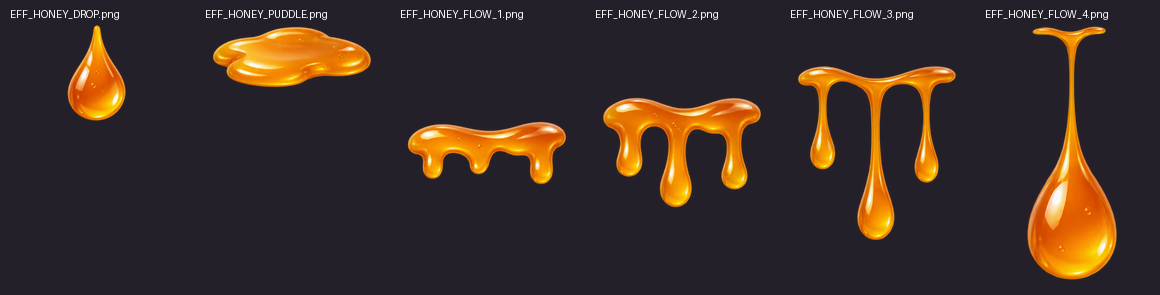 EFF_HONEY_DROP.png
EFF_HONEY_PUDDLE.png
EFF_HONEY_FLOW_1.png
EFF_HONEY_FLOW_2.png
EFF_HONEY_FLOW_3.png
EFF_HONEY_FLOW_4.png